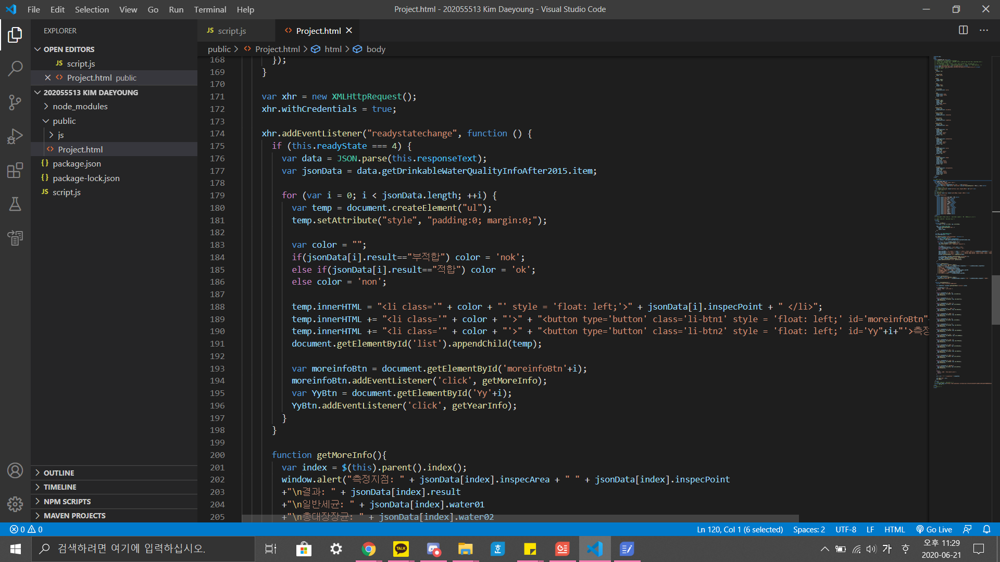 File Edit Selection View Go Run Terminal Help
Project.html - 202055513 Kim Daeyoung - Visual Studio Code
EXPLORER
OPEN EDITORS
JS script.js
Project.html public
202055513 KIM DAEYOUNG
node_modules
public
js
Project.html
package.json
package-lock.json
JS script.js
OUTLINE
TIMELINE
NPM SCRIPTS
MAVEN PROJECTS
JS script.js
Project.html
public > Project.html > html > body
168 });
169 }
170
171 var xhr = new XMLHttpRequest();
172 xhr.withCredentials = true;
173
174 xhr.addEventListener("readystatechange", function () {
175 if (this.readyState === 4) {
176 var data = JSON.parse(this.responseText);
177 var jsonData = data.getDrinkableWaterQualityInfoAfter2015.item;
178
179 for (var i = 0; i < jsonData.length; ++i) {
180 var temp = document.createElement("ul");
181 temp.setAttribute("style", "padding:0; margin:0;");
182
183 var color = "";
184 if(jsonData[i].result=="부적합") color = 'nok';
185 else if(jsonData[i].result=="적합") color = 'ok';
186 else color = 'non';
187
188 temp.innerHTML = "<li class='" + color + "' style = 'float: left;'>" + jsonData[i].inspecPoint + " </li>";
189 temp.innerHTML += "<li class='" + color + "'>" + "<button type='button' class='li-btn1' style = 'float: left;' id='moreinfoBtn"
190 temp.innerHTML += "<li class='" + color + "'>" + "<button type='button' class='li-btn2' style = 'float: left;' id='Yy"+i+"'>측정
191 document.getElementById('list').appendChild(temp);
192
193 var moreinfoBtn = document.getElementById('moreinfoBtn'+i);
194 moreinfoBtn.addEventListener('click', getMoreInfo);
195 var YyBtn = document.getElementById('Yy'+i);
196 YyBtn.addEventListener('click', getYearInfo);
197 }
198 }
199
200 function getMoreInfo(){
201 var index = $(this).parent().index();
202 window.alert("측정지점: " + jsonData[index].inspecArea + " " + jsonData[index].inspecPoint
203 +"\n결과: " + jsonData[index].result
204 +"\n일반세균: " + jsonData[index].water01
205 +"\n총대장장균: " + jsonData[index].water02
0 0
Ln 120, Col 1 (6 selected) Spaces: 2 UTF-8 LF HTML Go Live
검색하려면 여기에 입력하십시오.
TALK
가
오후 11:29
2020-06-21